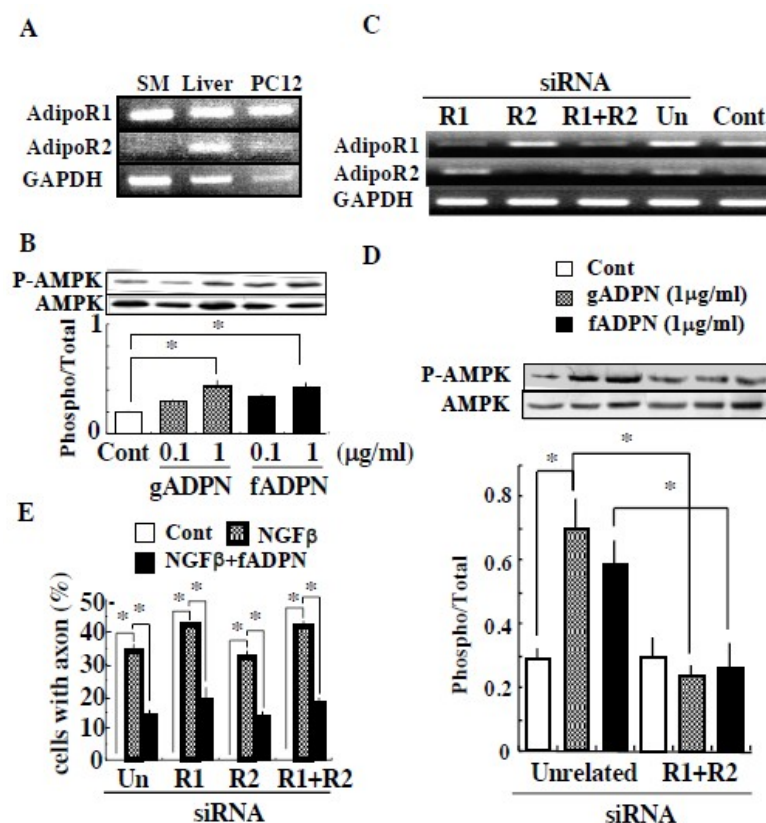 A
SM Liver PC12
AdipoR1
AdipoR2
GAPDH
B
P-AMPK
AMPK
Phospho/Total
1
0
* *
Cont 0.1 1 0.1 1 (μg/ml)
gADPN fADPN
C
siRNA
R1 R2 R1+R2 Un Cont
AdipoR1
AdipoR2
GAPDH
D
Cont
gADPN (1μg/ml)
fADPN (1μg/ml)
P-AMPK
AMPK
Phospho/Total
0.8
0.6
0.4
0.2
0
* * *
Unrelated R1+R2
siRNA
E
Cont NGFβ
NGFβ+fADPN
cells with axon (%)
50
40
30
20
10
0
* * * * * * * *
Un R1 R2 R1+R2
siRNA